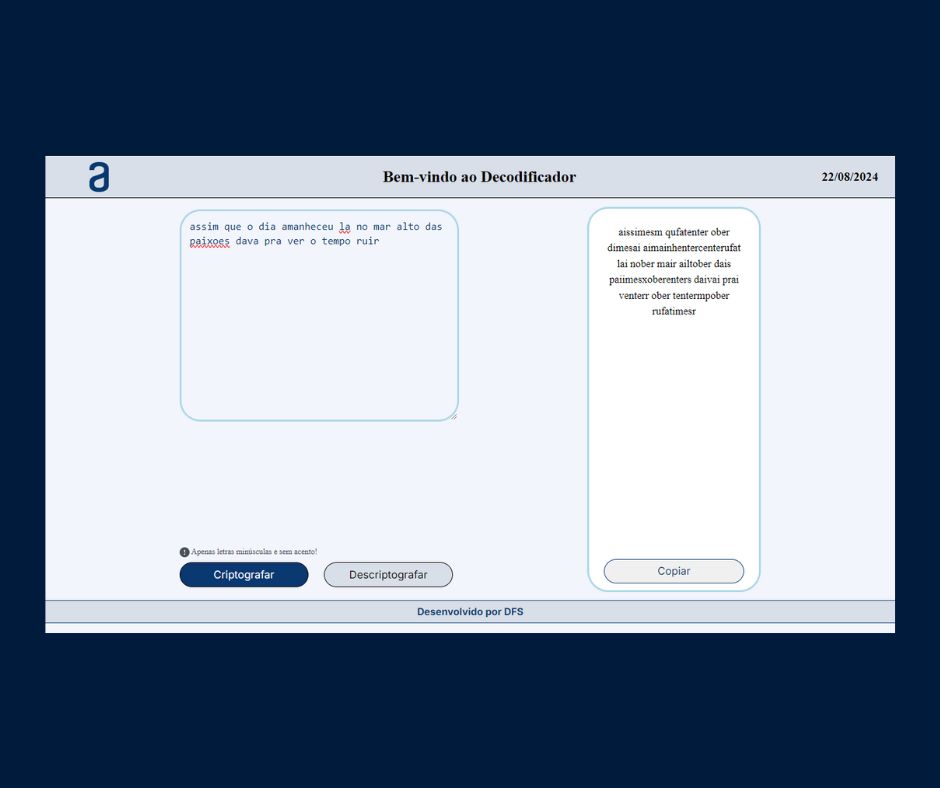 a
Bem-vindo ao Decodificador
22/08/2024
assim que o dia amanheceu la no mar alto das
paixoes dava pra ver o tempo ruir
aissimesm qufatenter ober
dimesai aimainhentercenterufat
lai nober mair ailtober dais
paiimesxoberenters daivai prai
venterr ober tentermpober
rufatimesr
! Apenas letras minúsculas e sem acento!
Criptografar
Descriptografar
Copiar
Desenvolvido por DFS